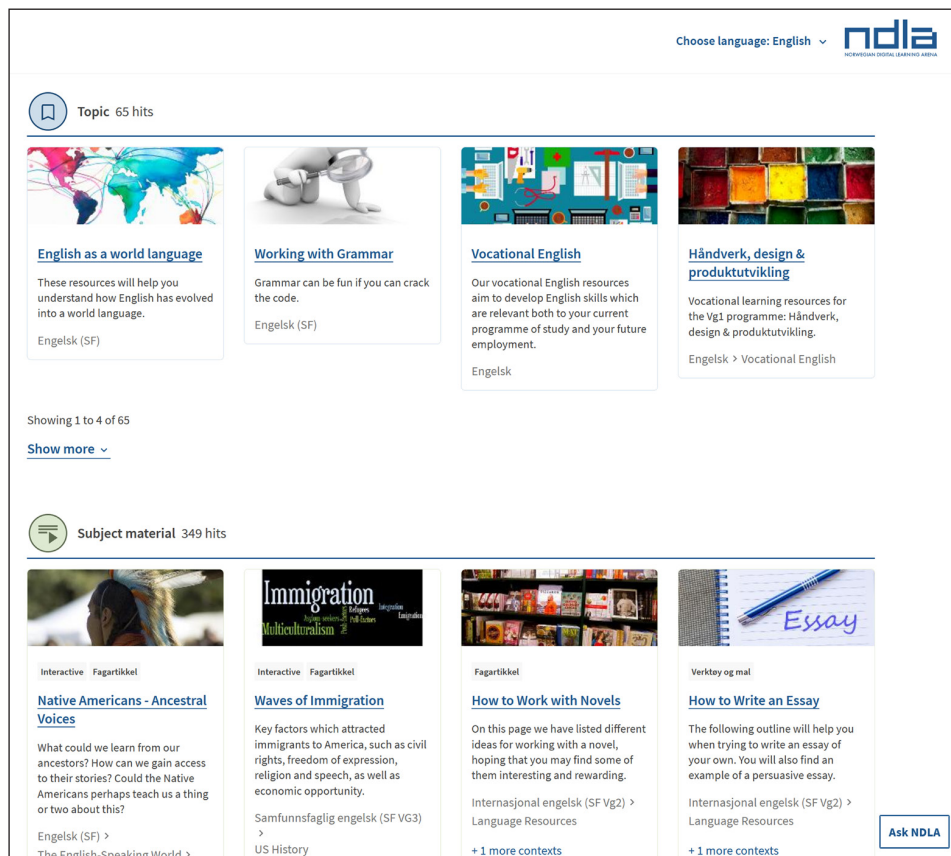 Choose language: English
ndla
NORWEGIAN DIGITAL LEARNING ARENA
Topic 65 hits
English as a world language
These resources will help you
understand how English has evolved
into a world language.
Engelsk (SF)
Working with Grammar
Grammar can be fun if you can crack
the code.
Engelsk (SF)
Vocational English
Our vocational English resources
aim to develop English skills which
are relevant both to your current
programme of study and your future
employment.
Engelsk
Håndverk, design &
produktutvikling
Vocational learning resources for
the Vg1 programme: Håndverk,
design & produktutvikling.
Engelsk > Vocational English
Showing 1 to 4 of 65
Show more
Subject material 349 hits
Interactive Fagartikkel
Native Americans - Ancestral
Voices
What could we learn from our
ancestors? How can we gain access
to their stories? Could the Native
Americans perhaps teach us a thing
or two about this?
Engelsk (SF) >
The English-Speaking World >
Immigration
Refugees
Integration
Asylum seekers
Pull-Factors
Multiculturalism
Interactive Fagartikkel
Waves of Immigration
Key factors which attracted
immigrants to America, such as civil
rights, freedom of expression,
religion and speech, as well as
economic opportunity.
Samfunnsfaglig engelsk (SF VG3)
>
US History
Fagartikkel
How to Work with Novels
On this page we have listed different
ideas for working with a novel,
hoping that you may find some of
them interesting and rewarding.
Internasjonal engelsk (SF Vg2) >
Language Resources
+ 1 more contexts
Essay
Verktøy og mal
How to Write an Essay
The following outline will help you
when trying to write an essay of
your own. You will also find an
example of a persuasive essay.
Internasjonal engelsk (SF Vg2) >
Language Resources
+ 1 more contexts
Ask NDLA